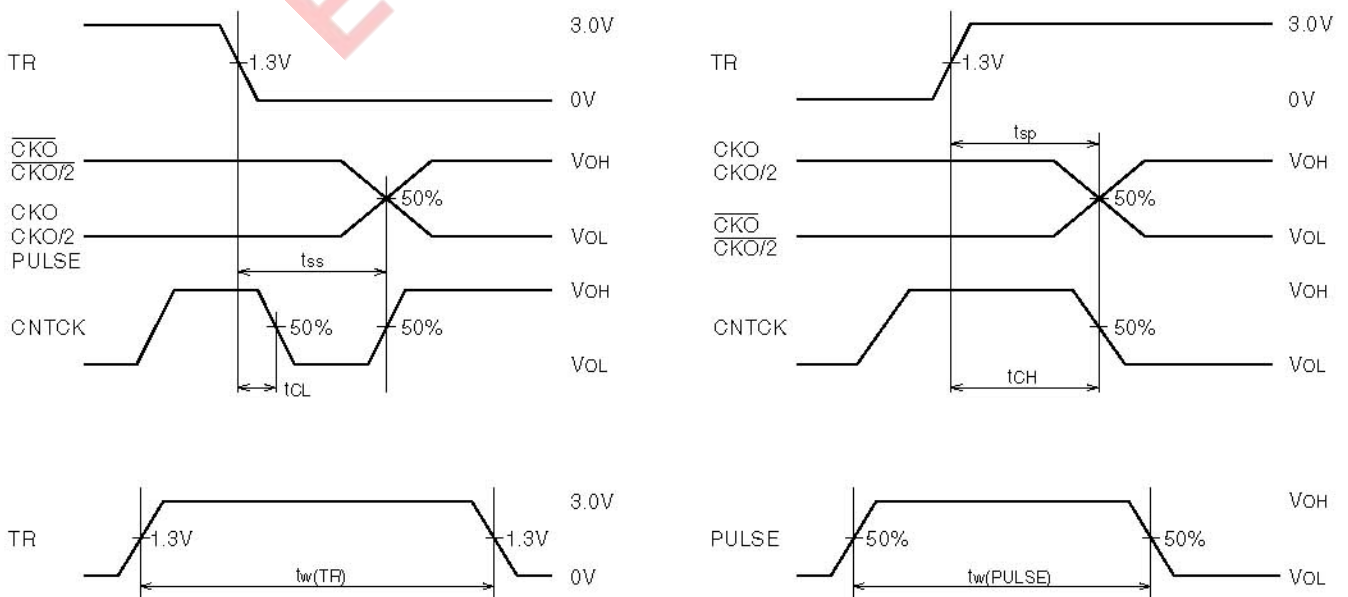 3.0V
TR
1.3V
0V
CKO
CKO/2
VOH
50%
CKO
CKO/2
PULSE
VOL
tss
VOH
CNTCK
50%
50%
VOL
tCL
3.0V
TR
1.3V
0V
tsp
CKO
CKO/2
VOH
50%
CKO
CKO/2
VOL
VOH
CNTCK
50%
VOL
tCH
3.0V
TR
1.3V
1.3V
tw(TR)
0V
VOH
PULSE
50%
50%
tw(PULSE)
VOL